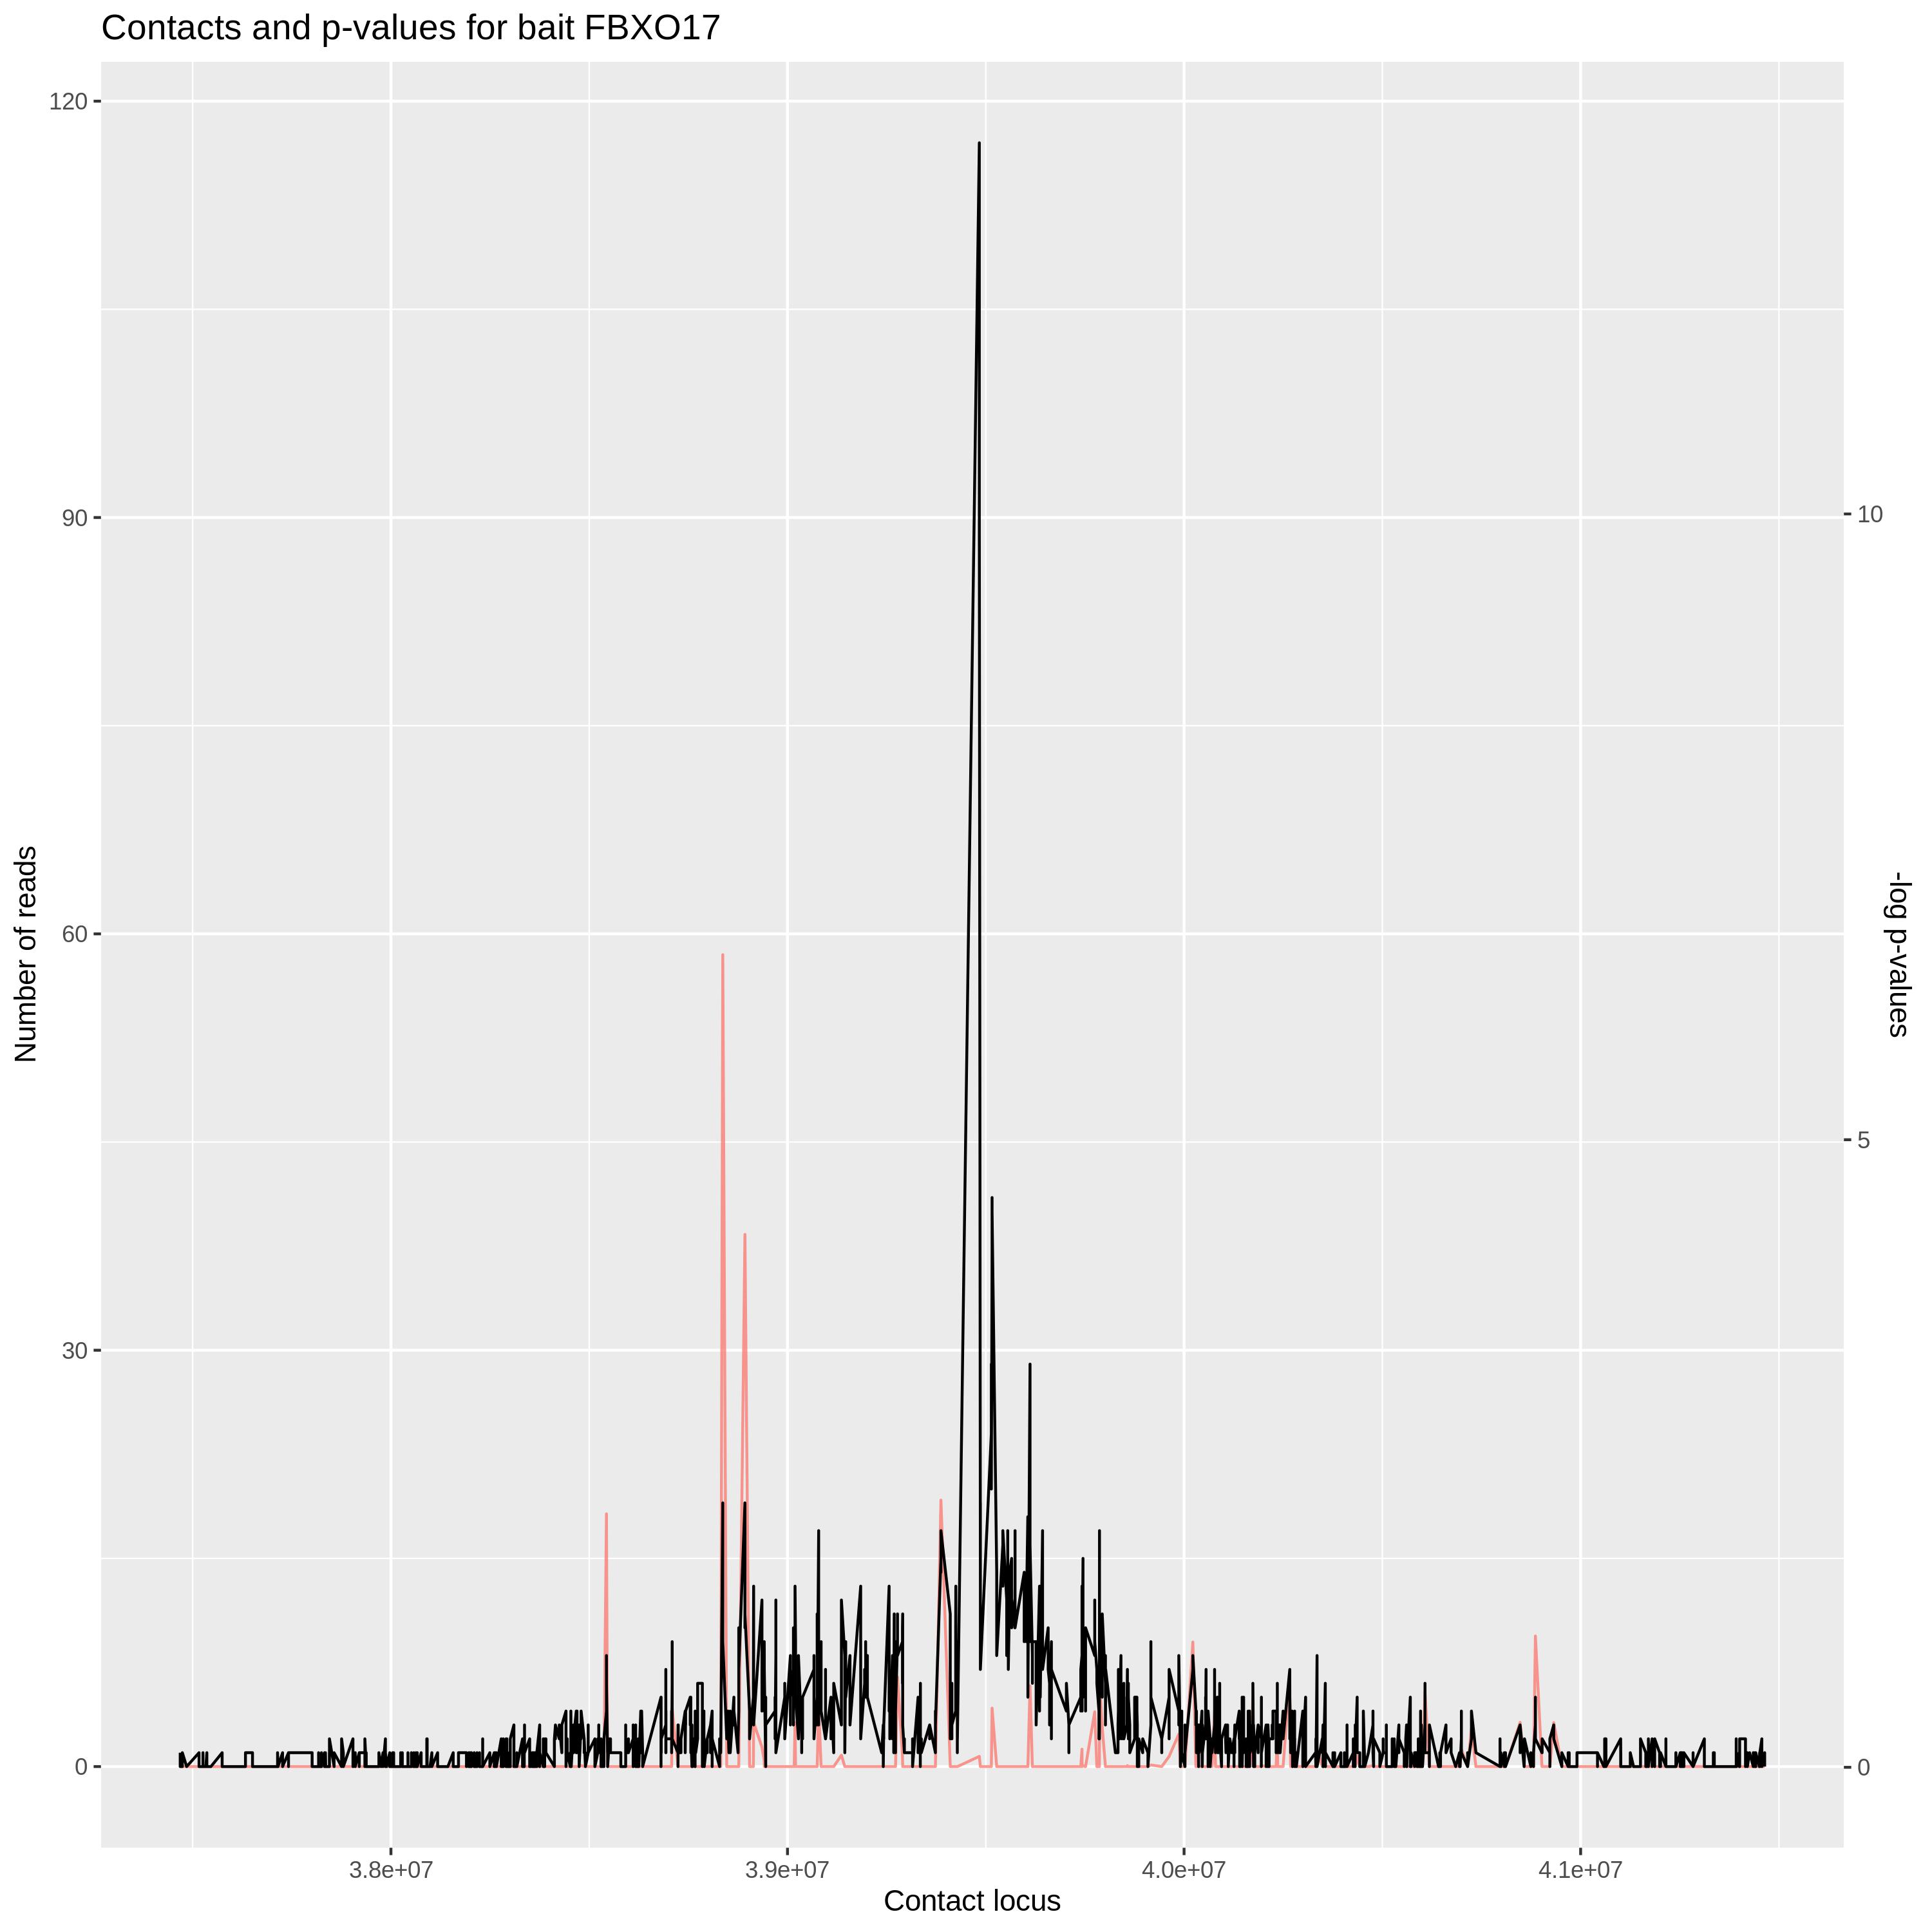 Contacts and p-values for bait FBXO17
120
90
60
30
0
Number of reads
10
5
0
-log p-values
3.8e+07
3.9e+07
4.0e+07
4.1e+07
Contact locus